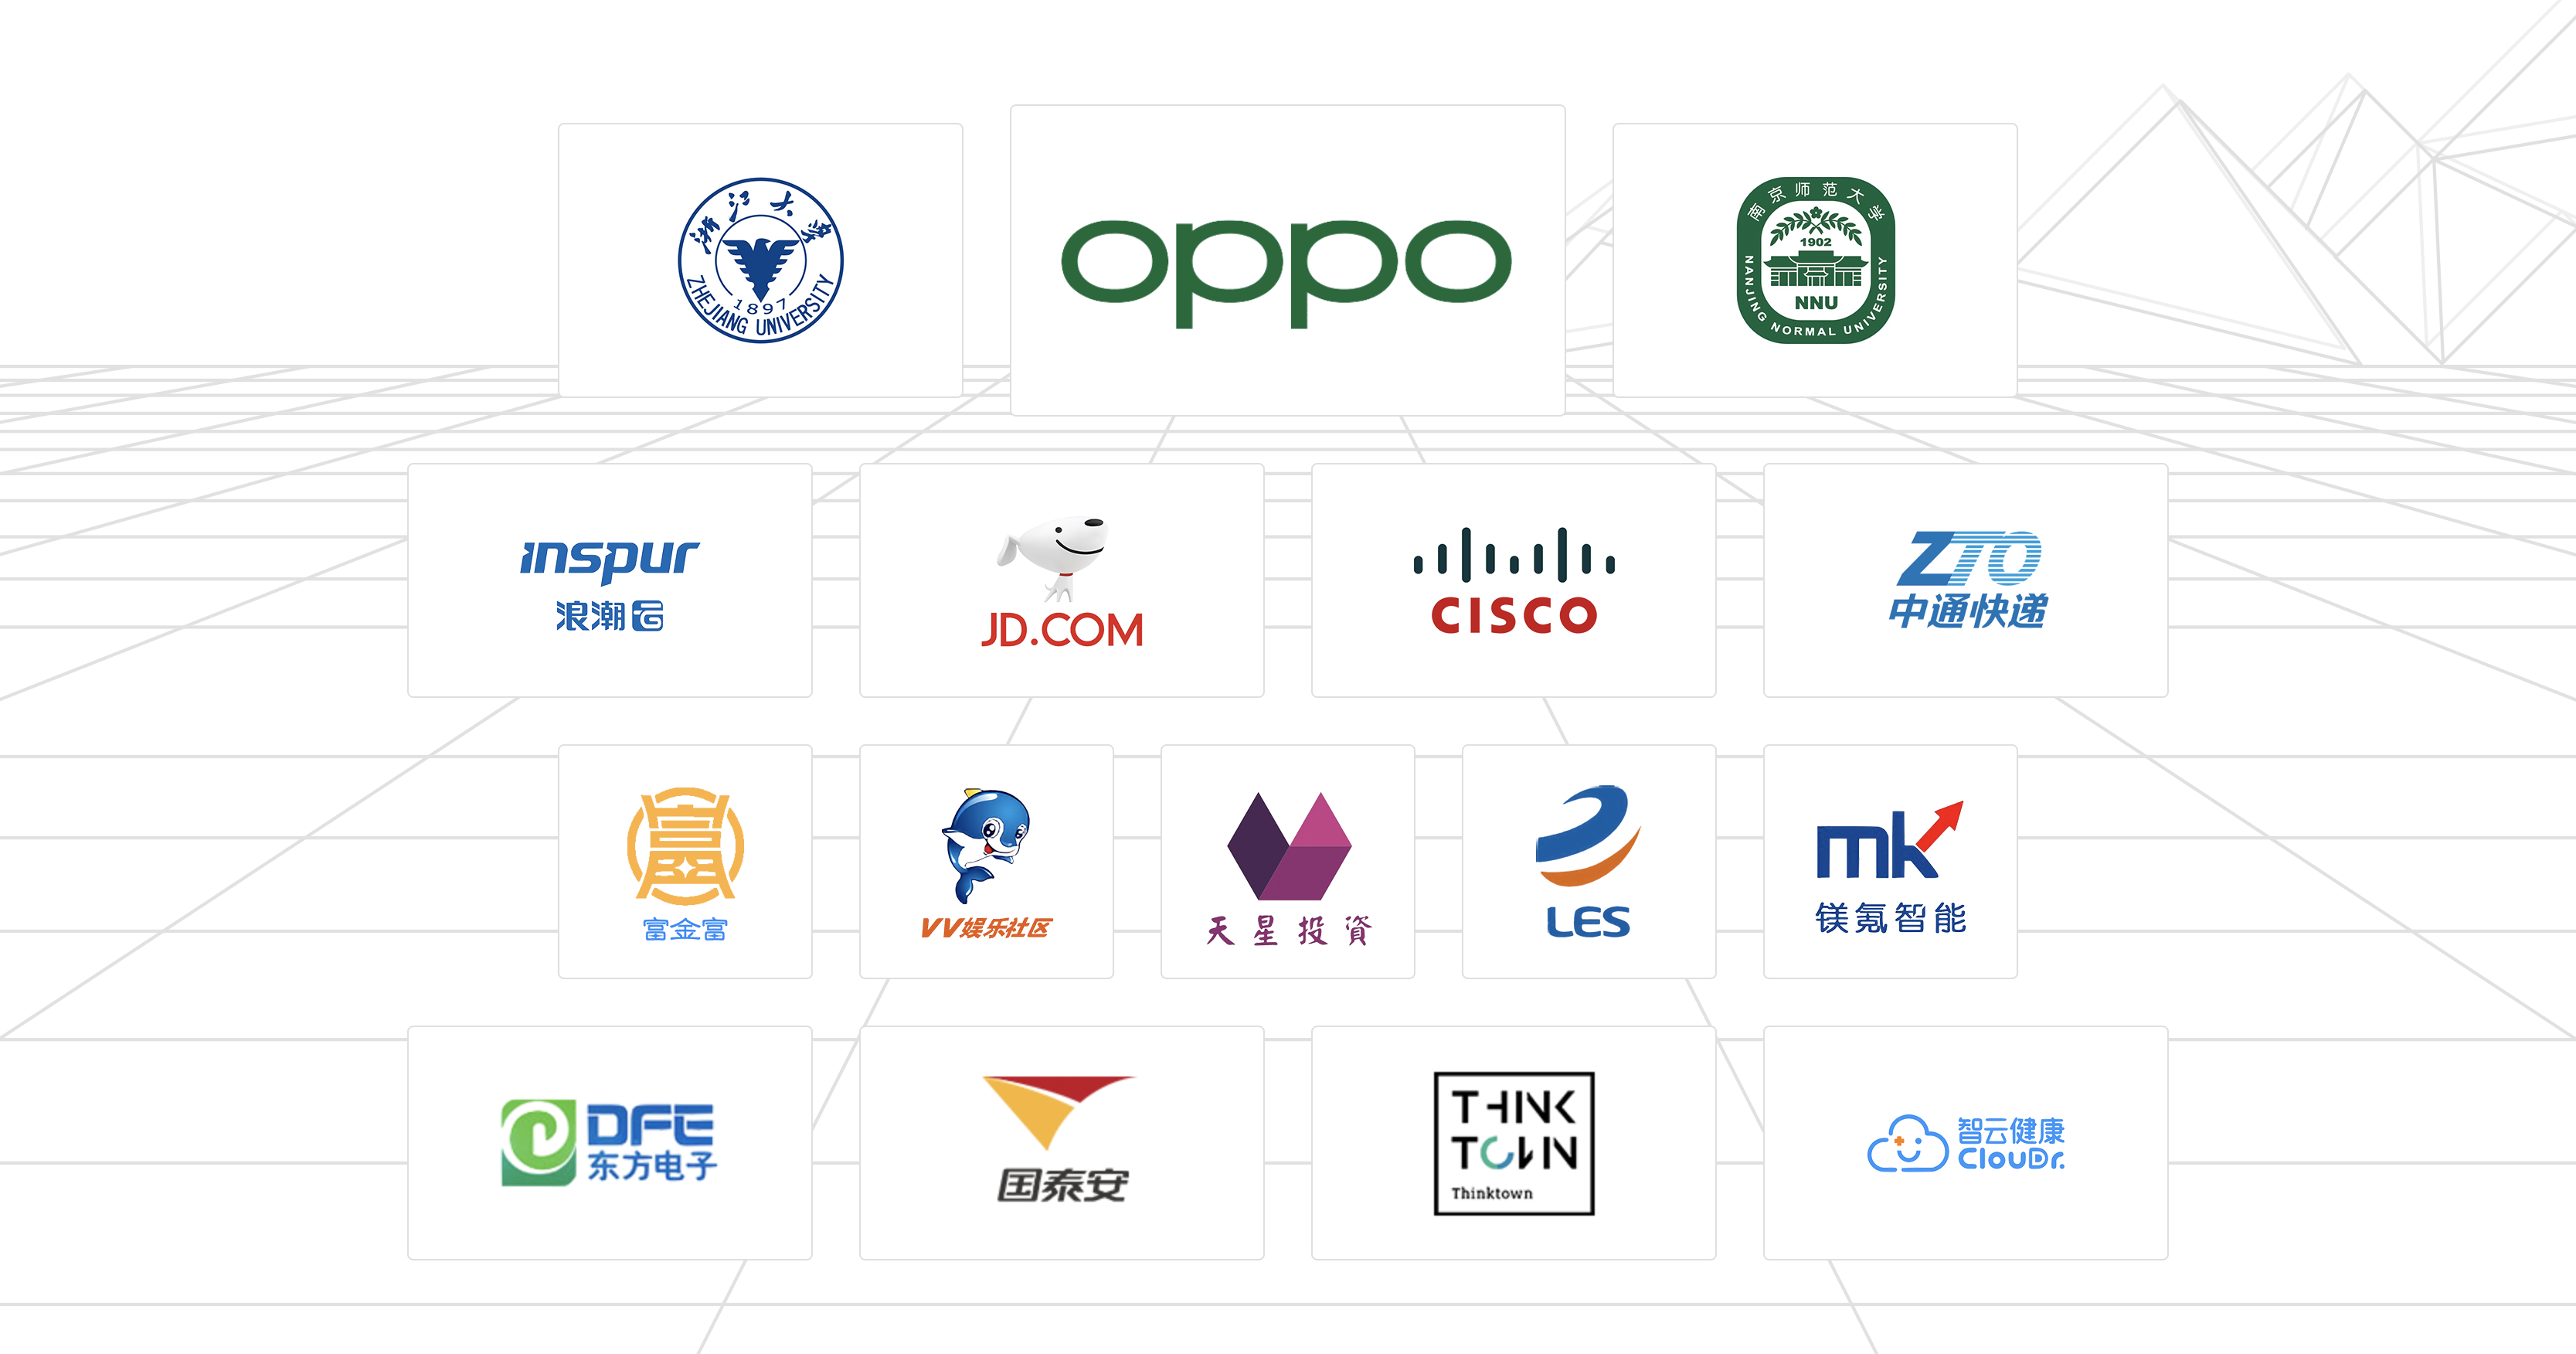 浙江大学
1897
ZHEJIANG UNIVERSITY
oppo
南京师范大学
1902
NNU
NANJING NORMAL UNIVERSITY
inspur
浪潮
JD.COM
CISCO
ZTO
中通快递
富金富
VV娱乐社区
天星投資
LES
mk
镁氪智能
DFE
东方电子
国泰安
THINK
TOWN
Thinktown
智云健康
ClouDr.